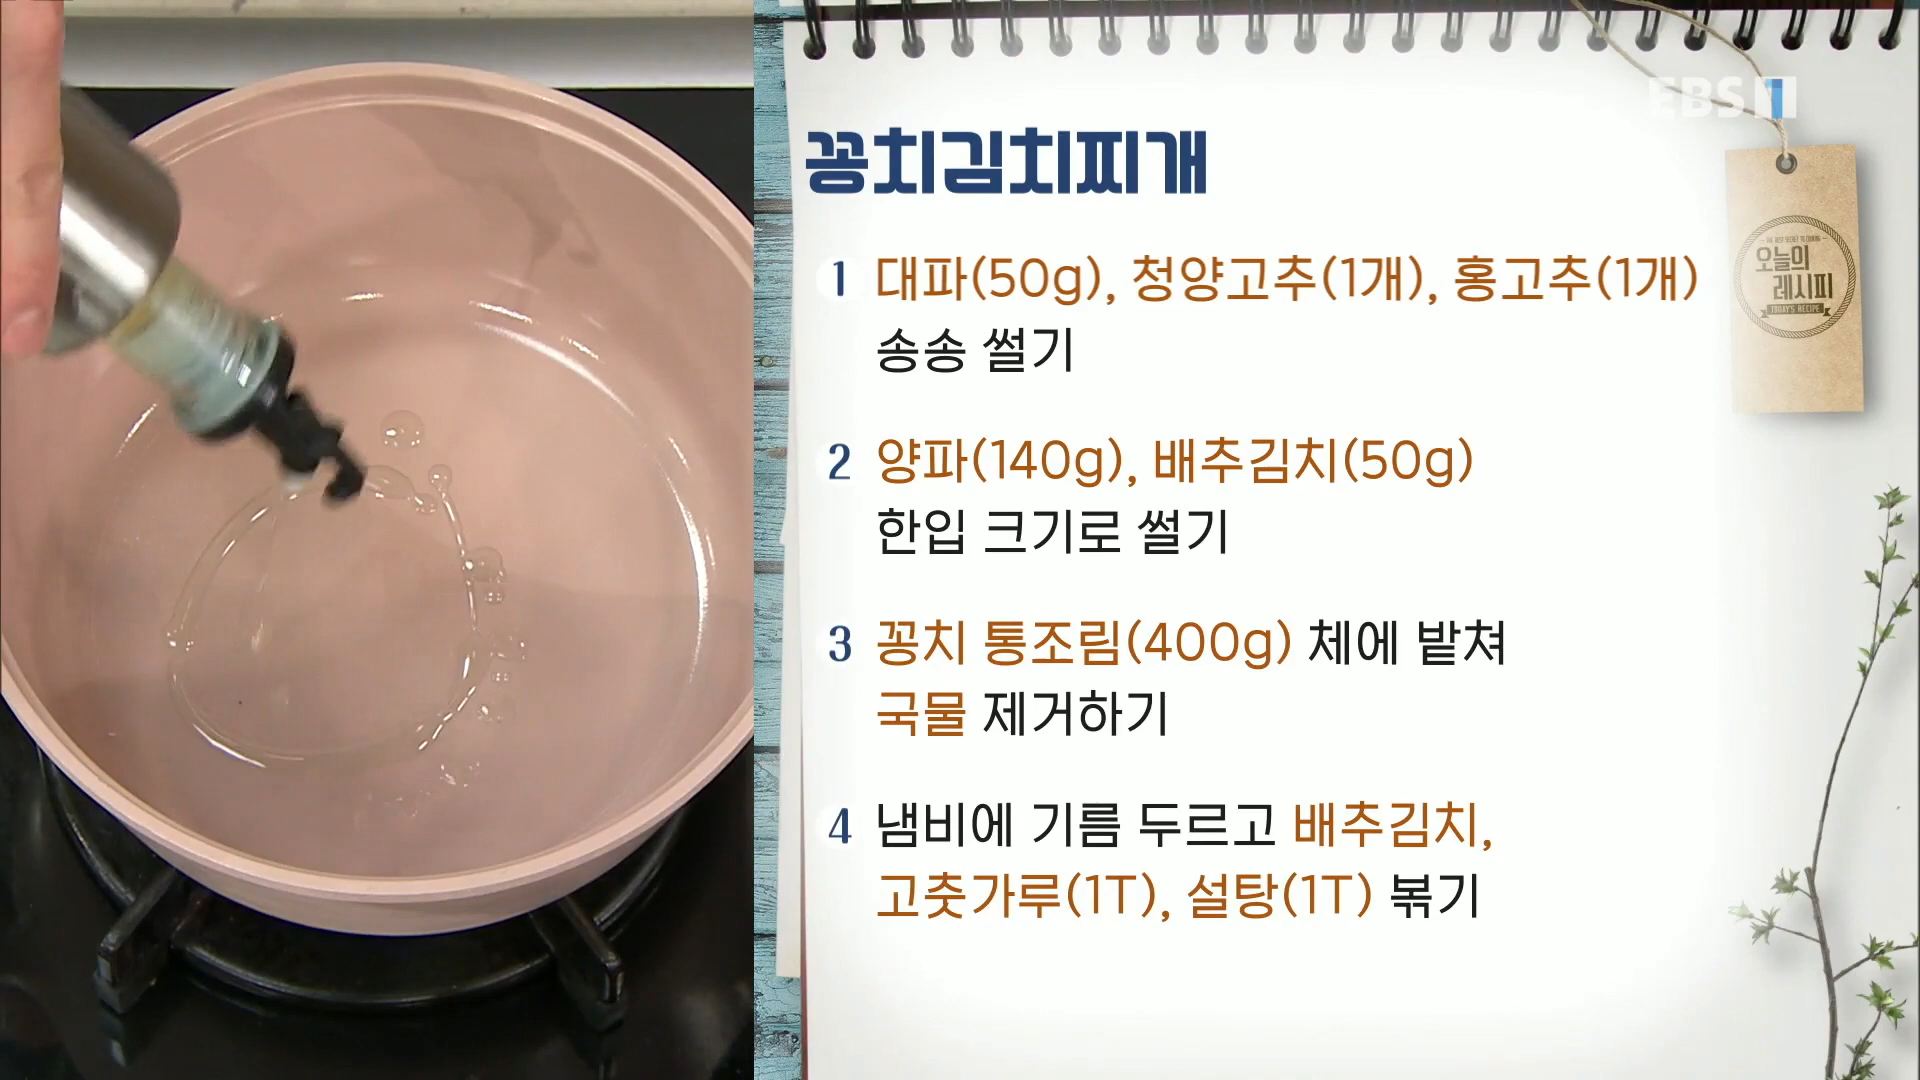 EBS 1
꽁치김치찌개
1 대파(50g), 청양고추(1개), 홍고추(1개)
송송 썰기
2 양파(140g), 배추김치(50g)
한입 크기로 썰기
3 꽁치 통조림(400g) 체에 밭쳐
국물 제거하기
4 냄비에 기름 두르고 배추김치,
고춧가루(1T), 설탕(1T) 볶기
오늘의
레시피
TODAY'S RECIPE